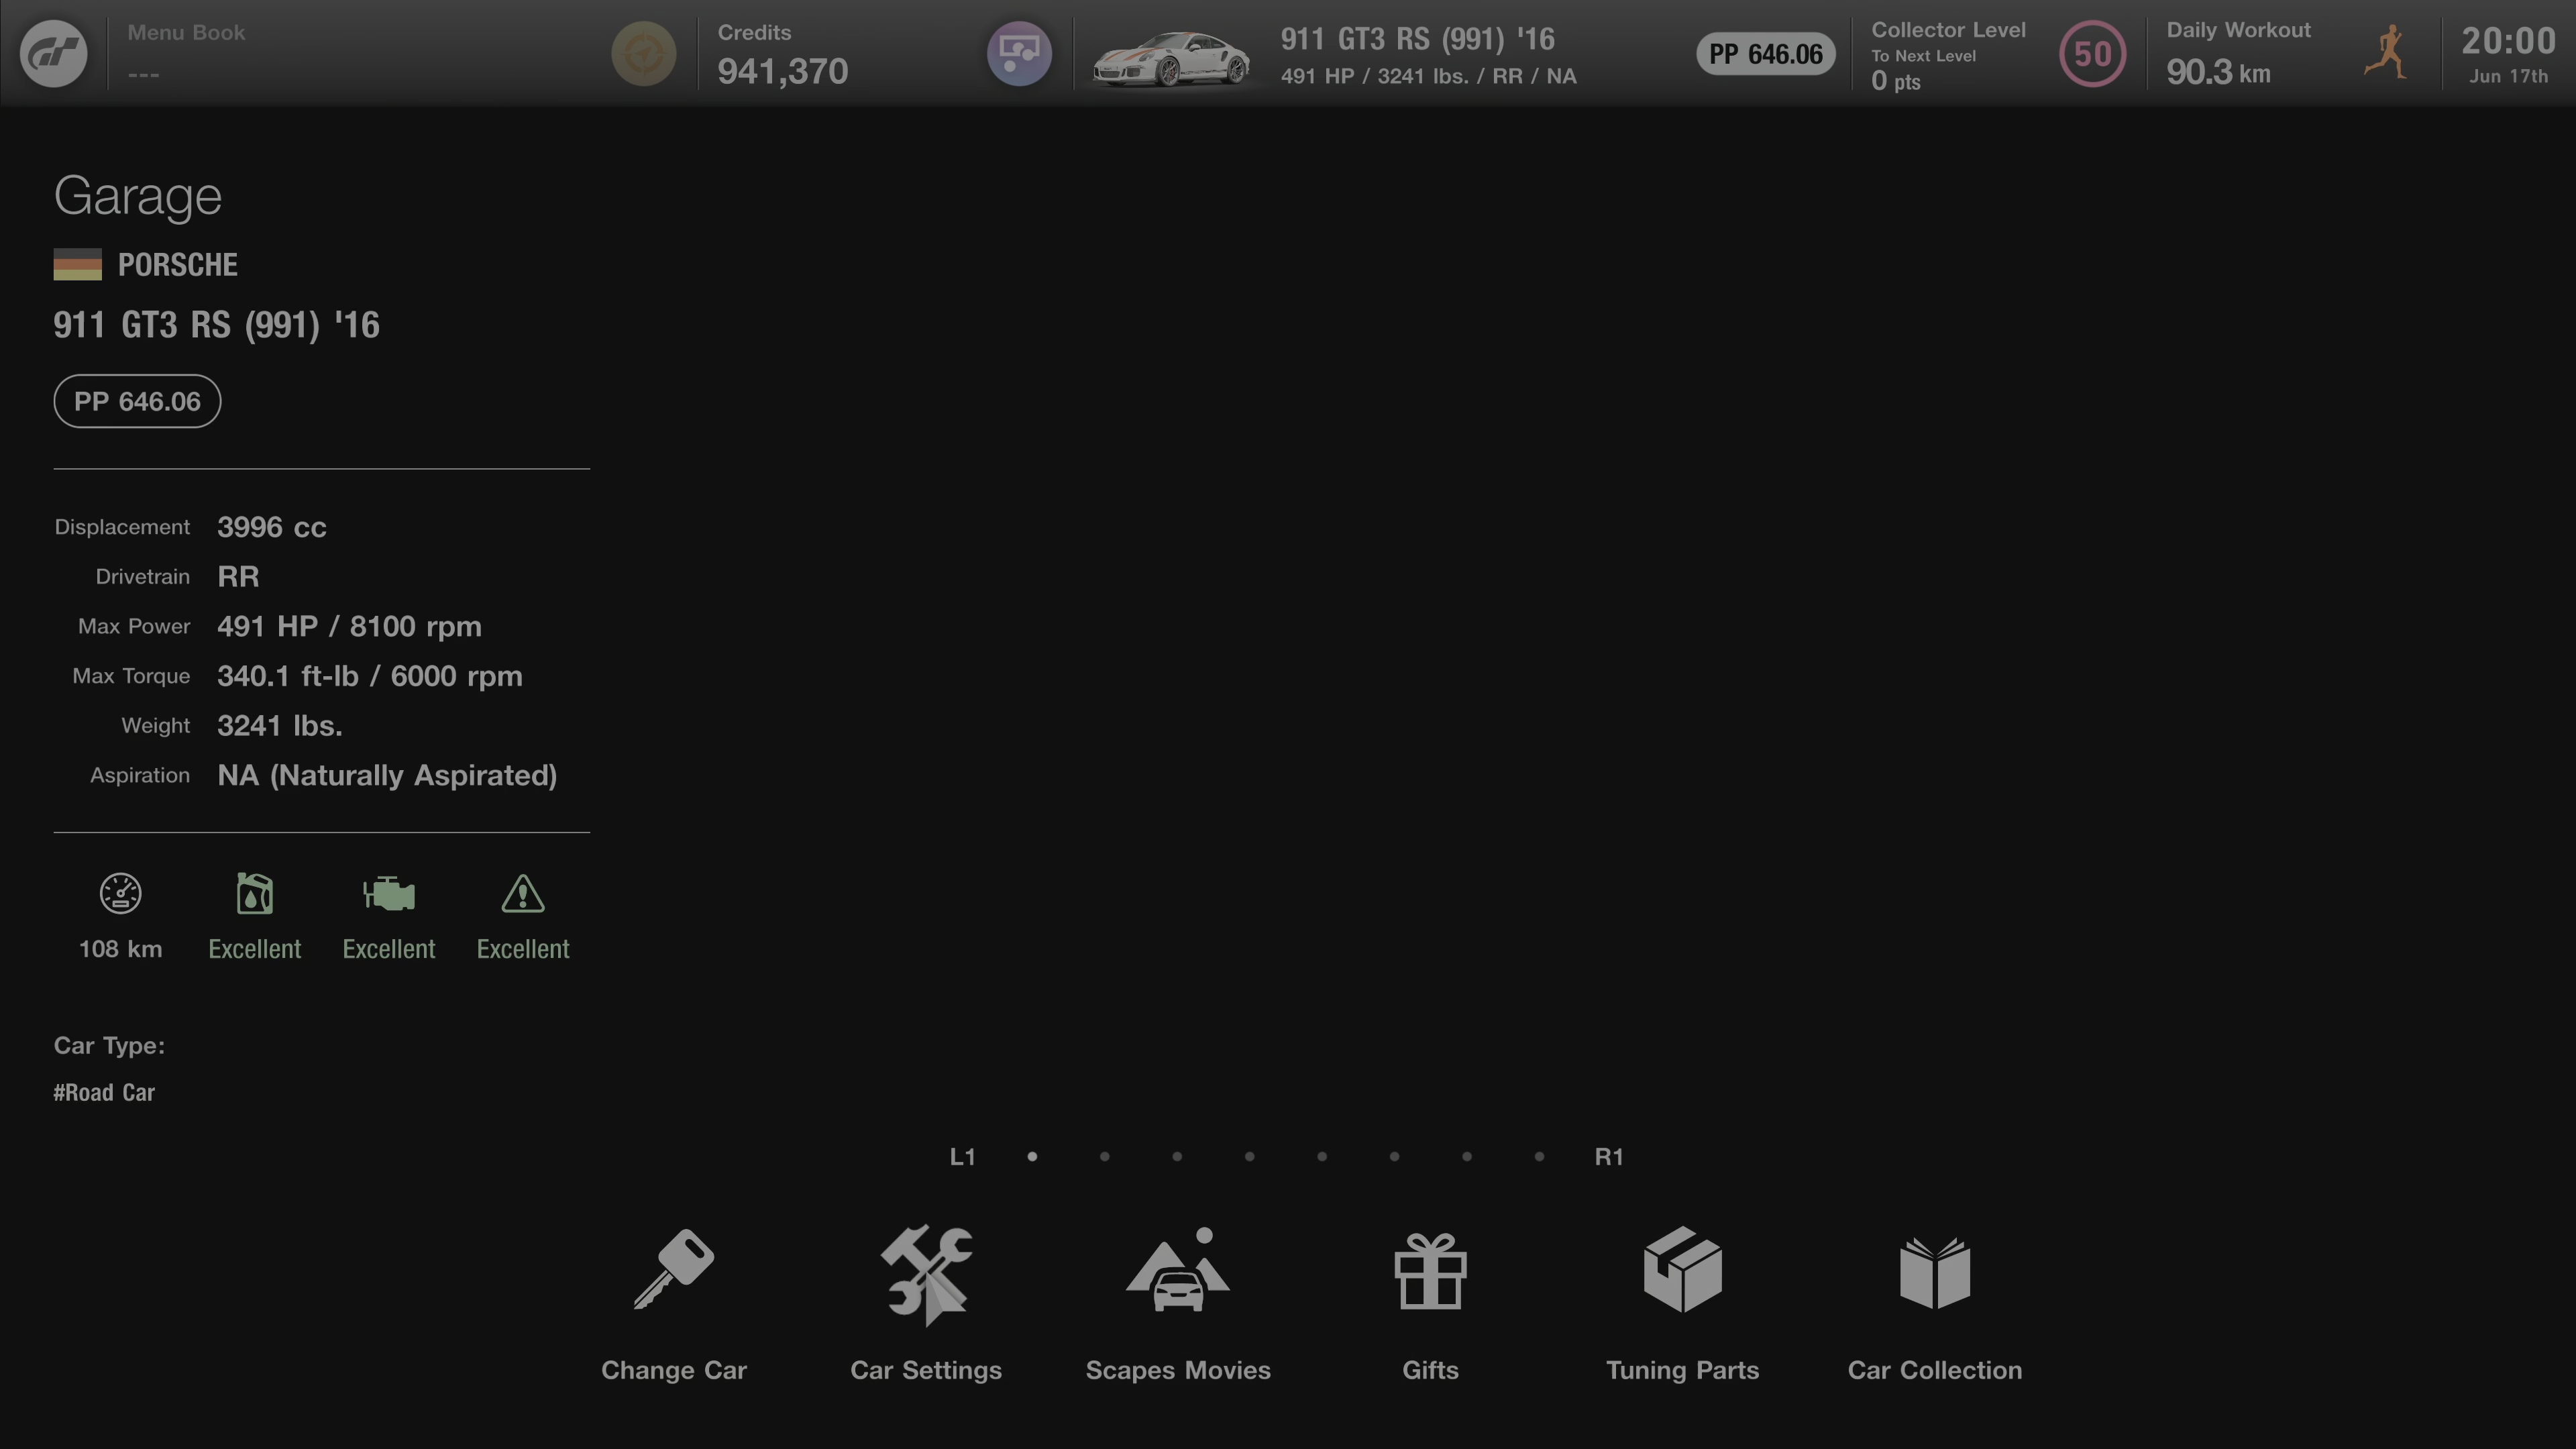 Menu Book
---
Credits
941,370
911 GT3 RS (991) '16
491 HP / 3241 lbs. / RR / NA
PP 646.06
Collector Level
To Next Level
0 pts
50
Daily Workout
90.3 km
20:00
Jun 17th
Garage
PORSCHE
911 GT3 RS (991) '16
PP 646.06
Displacement 3996 cc
Drivetrain RR
Max Power 491 HP / 8100 rpm
Max Torque 340.1 ft-lb / 6000 rpm
Weight 3241 lbs.
Aspiration NA (Naturally Aspirated)
108 km Excellent Excellent Excellent
Car Type:
#Road Car
L1 R1
Change Car Car Settings Scapes Movies Gifts Tuning Parts Car Collection